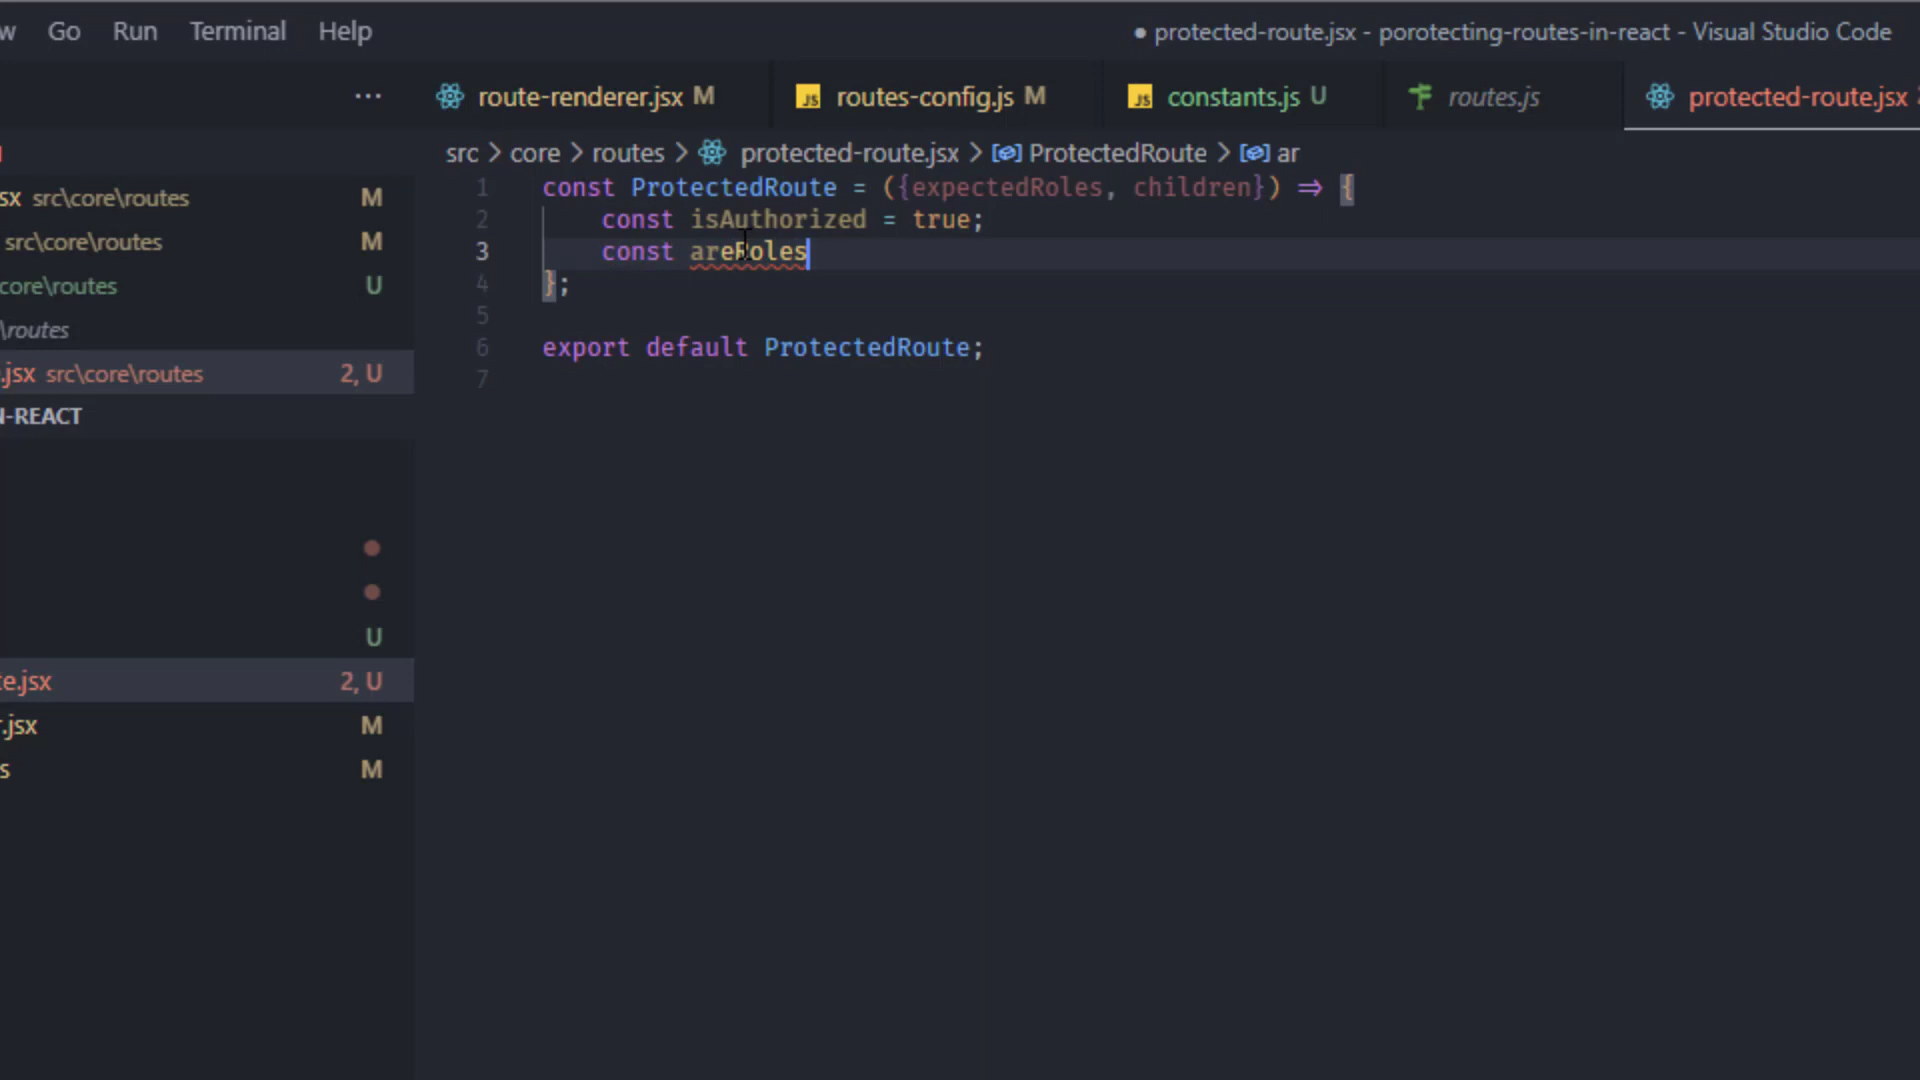 w Go Run Terminal Help ● protected-route.jsx - porotecting-routes-in-react - Visual Studio Code
... route-renderer.jsx M JS routes-config.js M JS constants.js U routes.js protected-route.jsx
src > core > routes > protected-route.jsx > ProtectedRoute > ar
sx src\core\routes M
src\core\routes M
core\routes U
\routes
.jsx src\core\routes 2, U
N-REACT
U
te.jsx 2, U
r.jsx M
s M
1 const ProtectedRoute = ({expectedRoles, children}) => {
2 const isAuthorized = true;
3 const areRoles
4 };
5
6 export default ProtectedRoute;
7